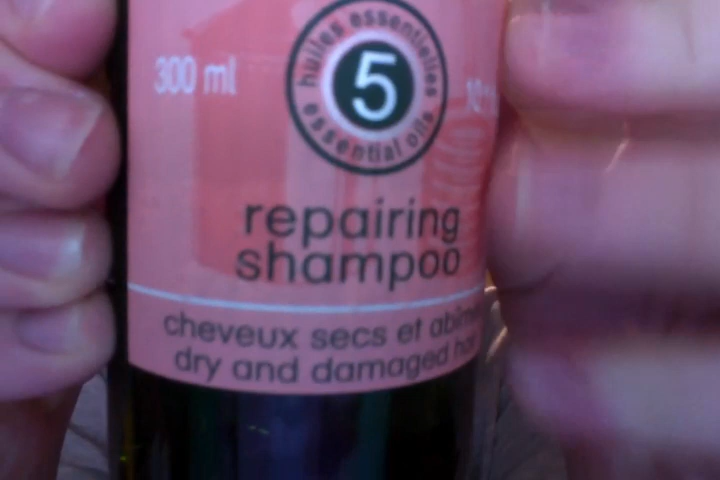 huiles essentielles
5
essential oils
300 ml
repairing
shampoo
cheveux secs et
dry and damaged